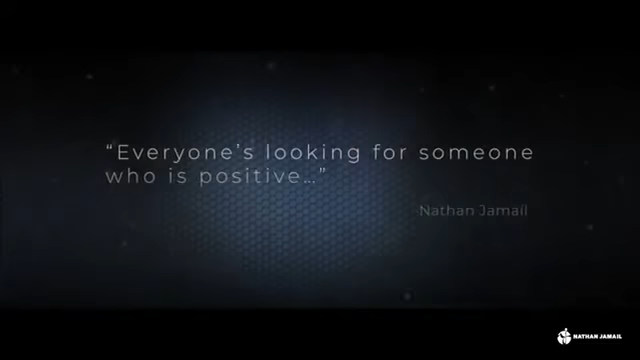 “Everyone’s looking for someone
who is positive…”
Nathan Jamail
NATHAN JAMAIL